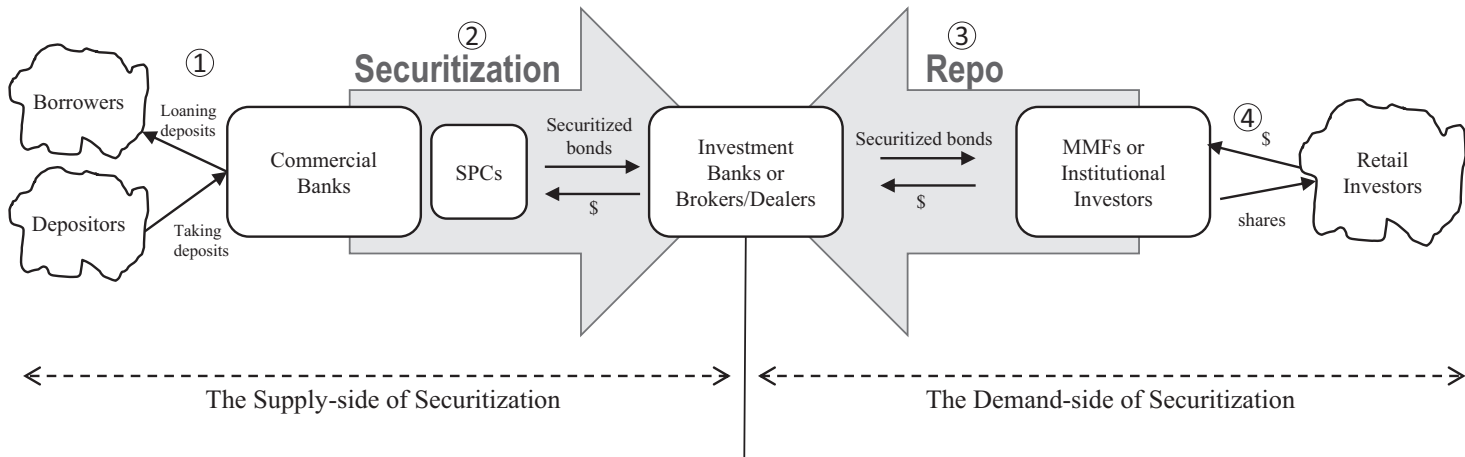 ①
②
Securitization
③
Repo
④
Borrowers
Loaning
deposits
Depositors
Taking
deposits
Commercial
Banks
SPCs
Securitized
bonds
$
Investment
Banks or
Brokers/Dealers
Securitized bonds
$
MMFs or
Institutional
Investors
$
shares
Retail
Investors
The Supply-side of Securitization
The Demand-side of Securitization